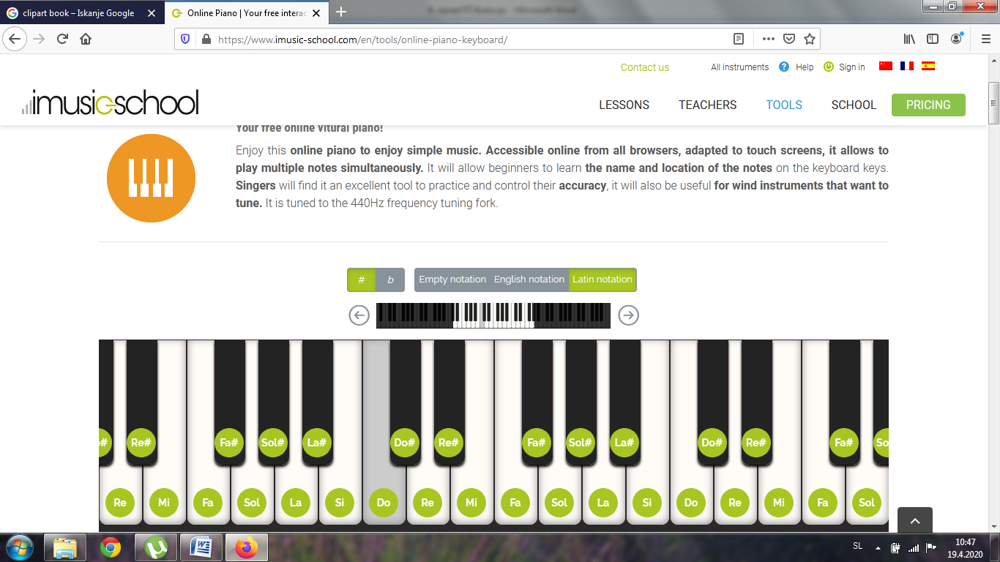 clipart book – Iskanje Google
Online Piano | Your free interac
https://www.imusic-school.com/en/tools/online-piano-keyboard/
Contact us All instruments ? Help Sign in
imusic-school LESSONS TEACHERS TOOLS SCHOOL PRICING
Your free online vitural piano!
Enjoy this online piano to enjoy simple music. Accessible online from all browsers, adapted to touch screens, it allows to
play multiple notes simultaneously. It will allow beginners to learn the name and location of the notes on the keyboard keys.
Singers will find it an excellent tool to practice and control their accuracy, it will also be useful for wind instruments that want to
tune. It is tuned to the 440Hz frequency tuning fork.
# b Empty notation English notation Latin notation
# Re# Fa# Sol# La# Do# Re# Fa# Sol# La# Do# Re# Fa# So
Re Mi Fa Sol La Si Do Re Mi Fa Sol La Si Do Re Mi Fa Sol
SL 10:47
19.4.2020